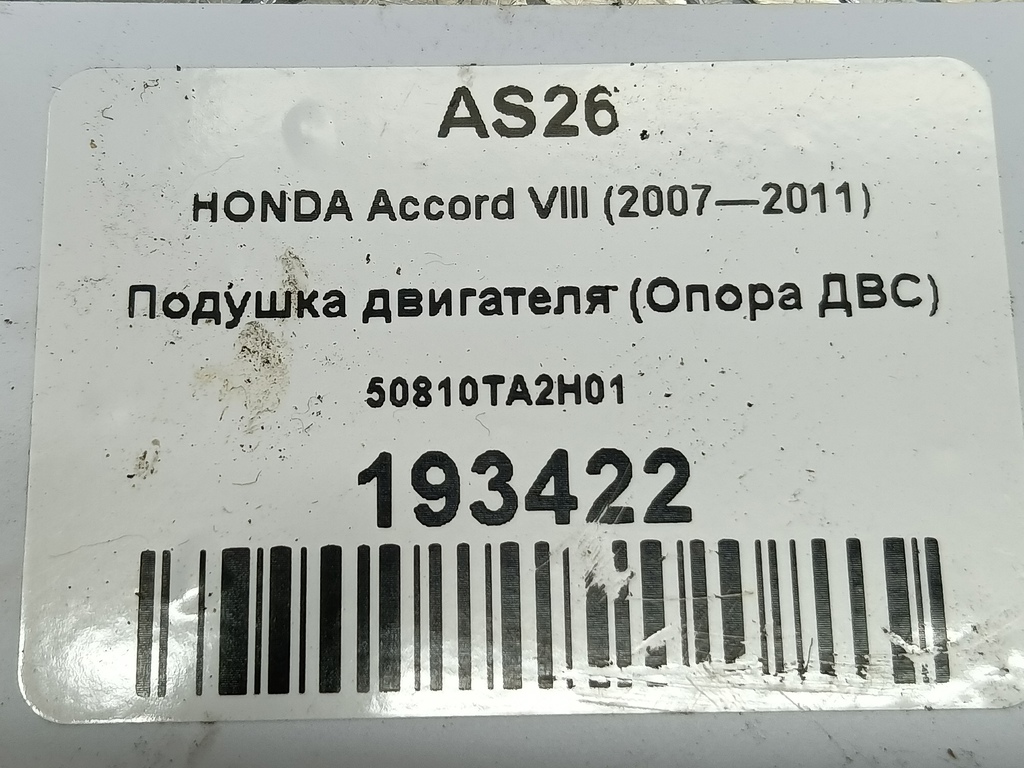 AS26
HONDA Accord VIII (2007—2011)
Подушка двигателя (Опора ДВС)
50810TA2H01
193422